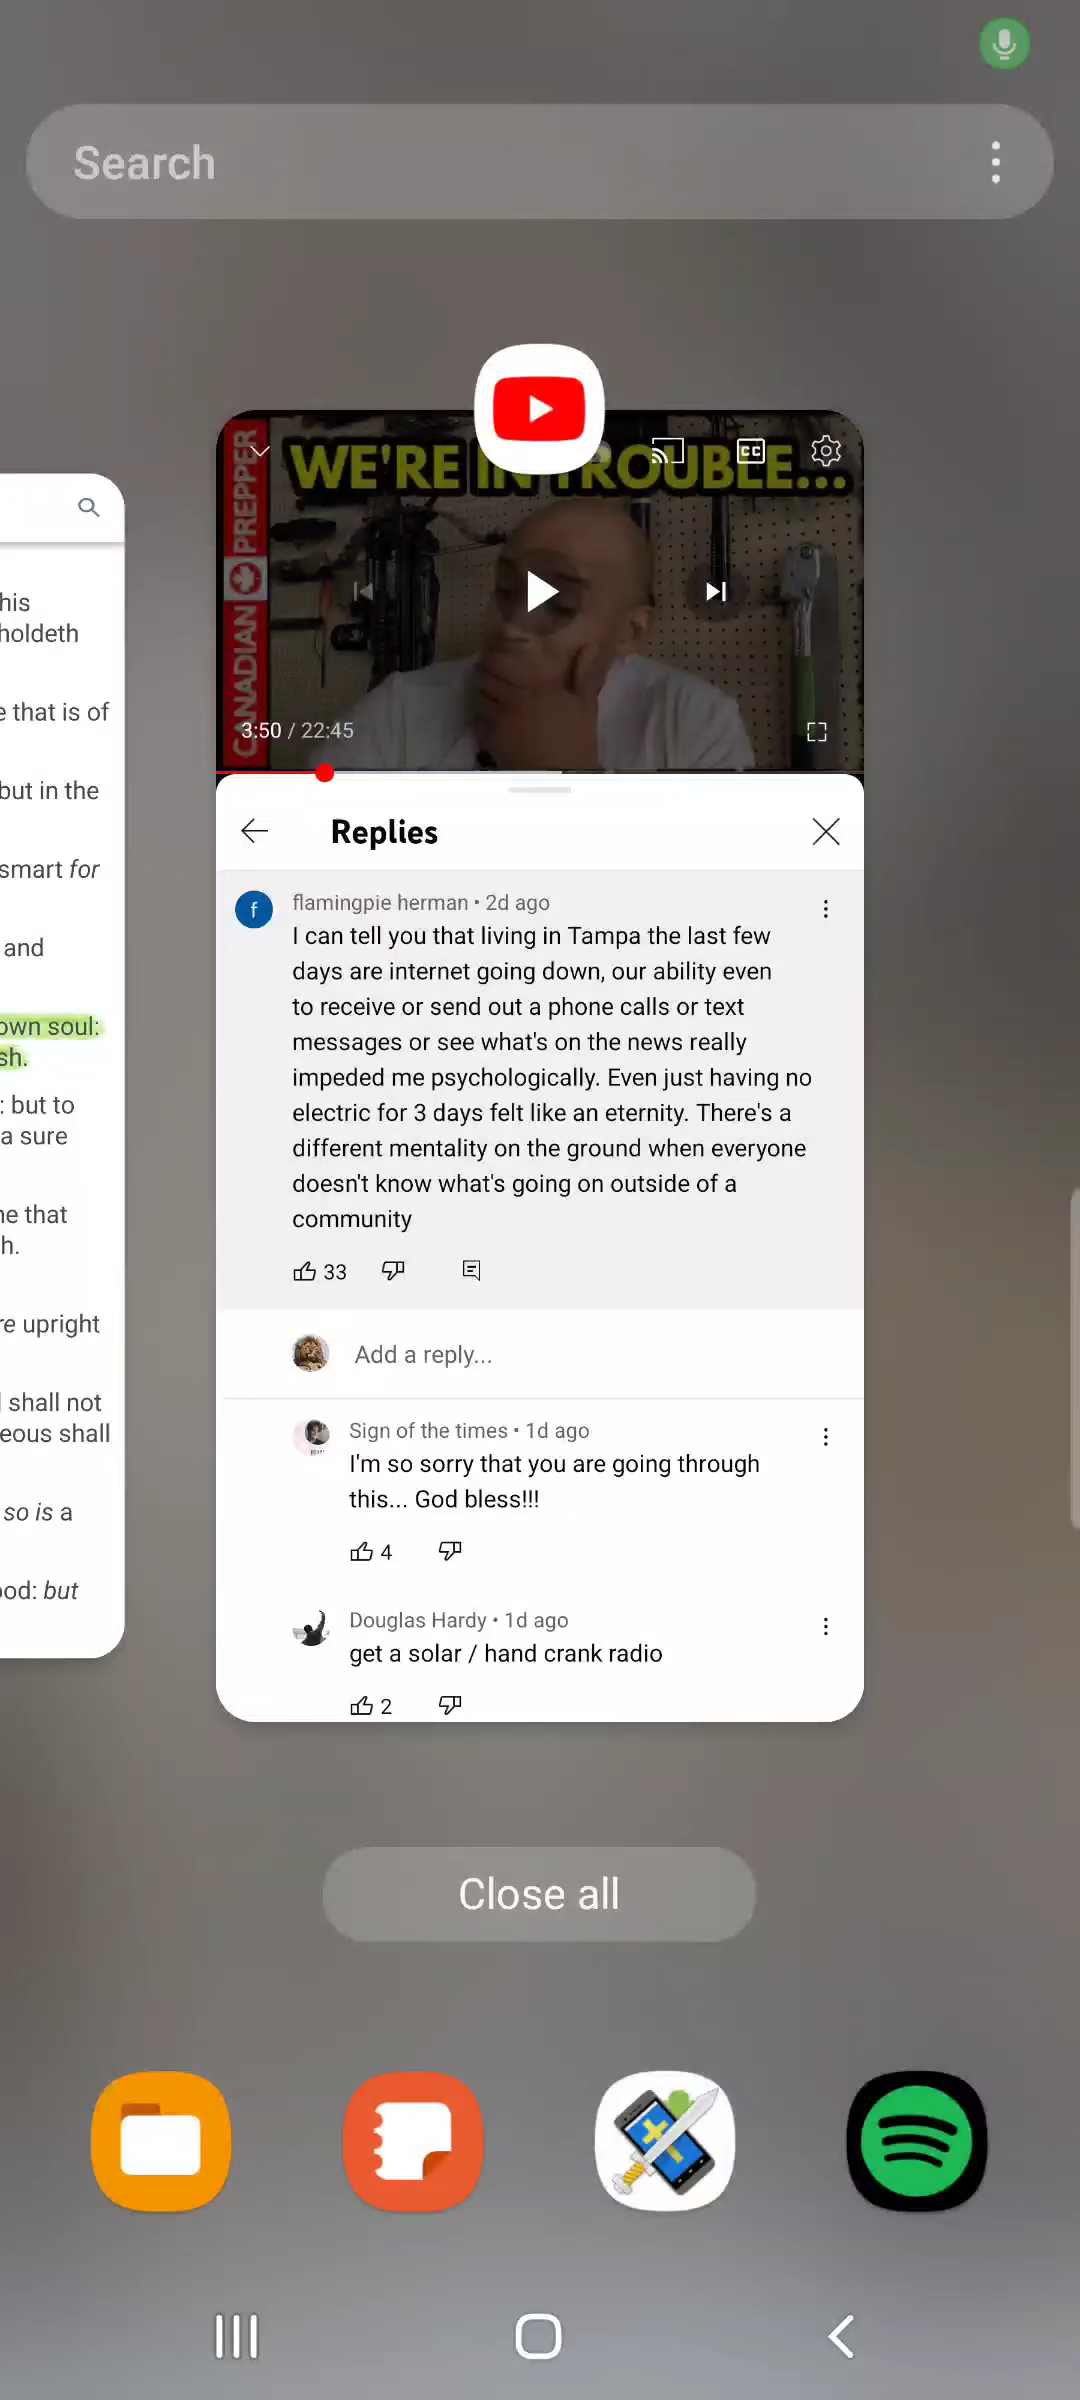 Search
WE'RE IN TROUBLE...
CANADIAN PREPPER
CC
3:50 / 22:45
his
holdeth
e that is of
but in the
smart for
and
own soul:
sh.
: but to
a sure
ne that
h.
re upright
shall not
eous shall
so is a
ood: but
Replies
f
flamingpie herman • 2d ago
I can tell you that living in Tampa the last few
days are internet going down, our ability even
to receive or send out a phone calls or text
messages or see what's on the news really
impeded me psychologically. Even just having no
electric for 3 days felt like an eternity. There's a
different mentality on the ground when everyone
doesn't know what's going on outside of a
community
33
Add a reply...
Sign of the times • 1d ago
I'm so sorry that you are going through
this... God bless!!!
4
Douglas Hardy • 1d ago
get a solar / hand crank radio
2
Close all